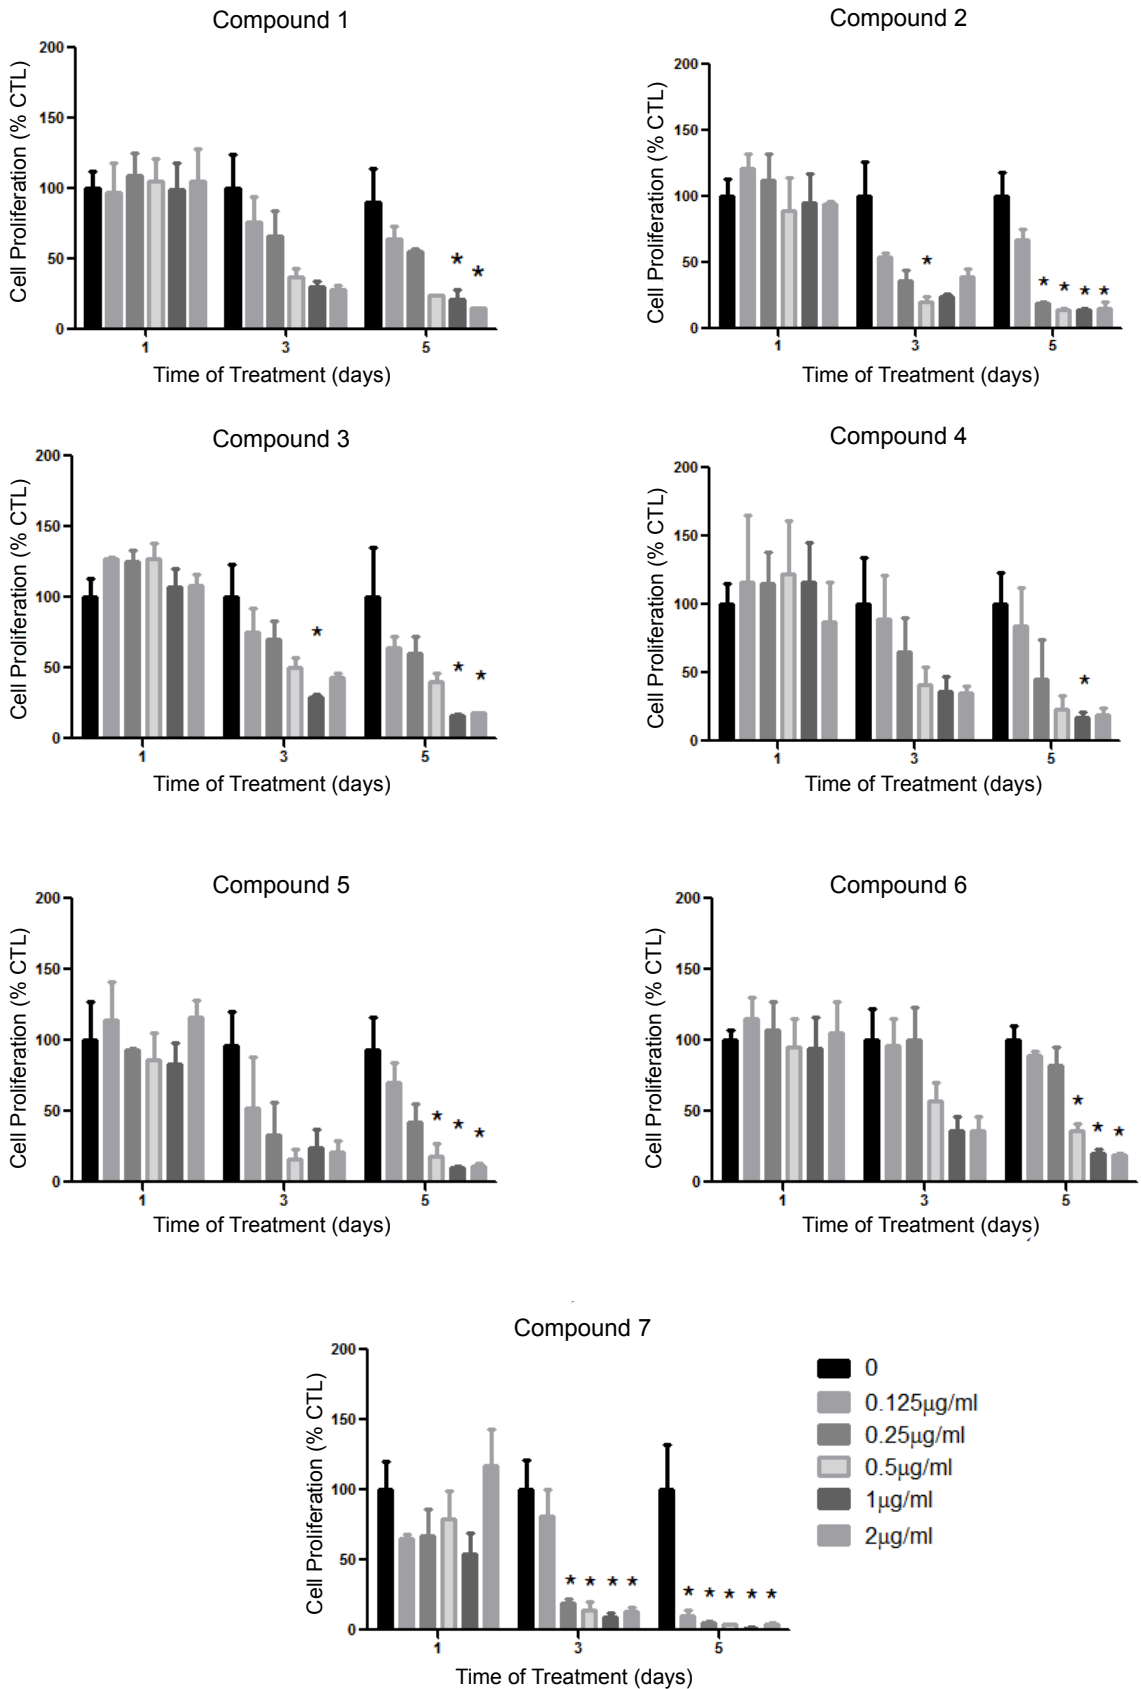 Compound 1
Cell Proliferation (% CTL)
200
150
100
50
0
* *
1 3 5
Time of Treatment (days)
Compound 2
Cell Proliferation (% CTL)
200
150
100
50
0
* * * * *
1 3 5
Time of Treatment (days)
Compound 3
Cell Proliferation (% CTL)
200
150
100
50
0
* * *
1 3 5
Time of Treatment (days)
Compound 4
Cell Proliferation (% CTL)
200
150
100
50
0
*
1 3 5
Time of Treatment (days)
Compound 5
Cell Proliferation (% CTL)
200
150
100
50
0
* * *
1 3 5
Time of Treatment (days)
Compound 6
Cell Proliferation (% CTL)
200
150
100
50
0
* * *
1 3 5
Time of Treatment (days)
Compound 7
Cell Proliferation (% CTL)
200
150
100
50
0
* * * * * * * * *
1 3 5
Time of Treatment (days)
0
0.125µg/ml
0.25µg/ml
0.5µg/ml
1µg/ml
2µg/ml